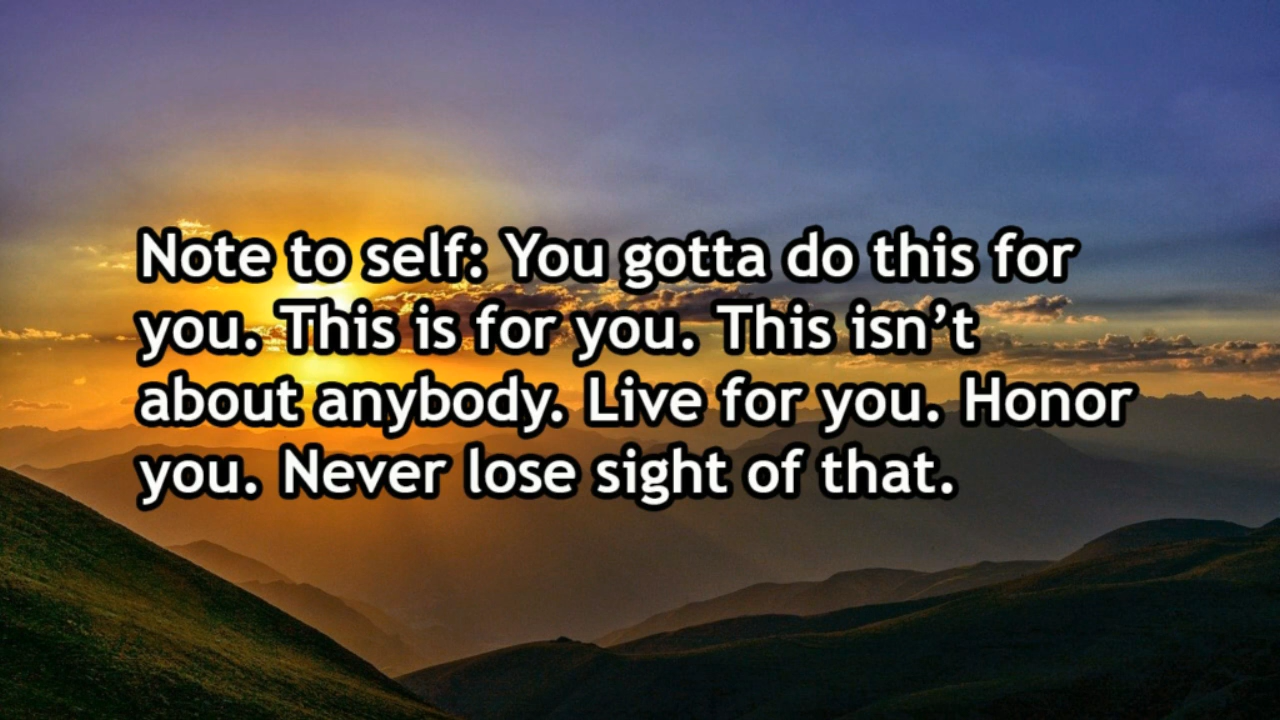 Note to self: You gotta do this for
you. This is for you. This isn’t
about anybody. Live for you. Honor
you. Never lose sight of that.